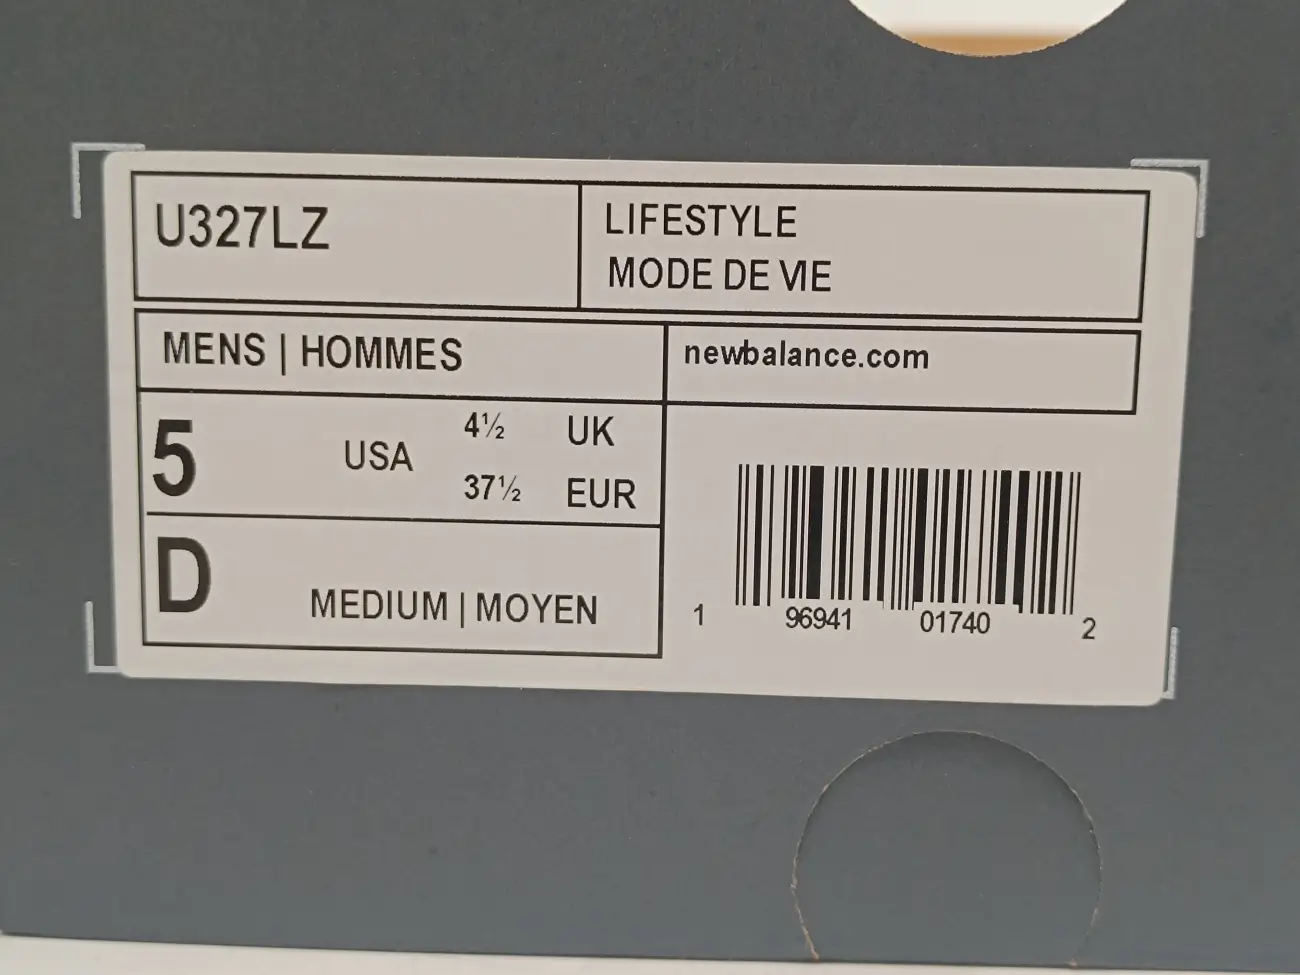 U327LZ
LIFESTYLE
MODE DE VIE
MENS | HOMMES
newbalance.com
5 USA 4½ UK
37½ EUR
D MEDIUM | MOYEN
1 96941 01740 2